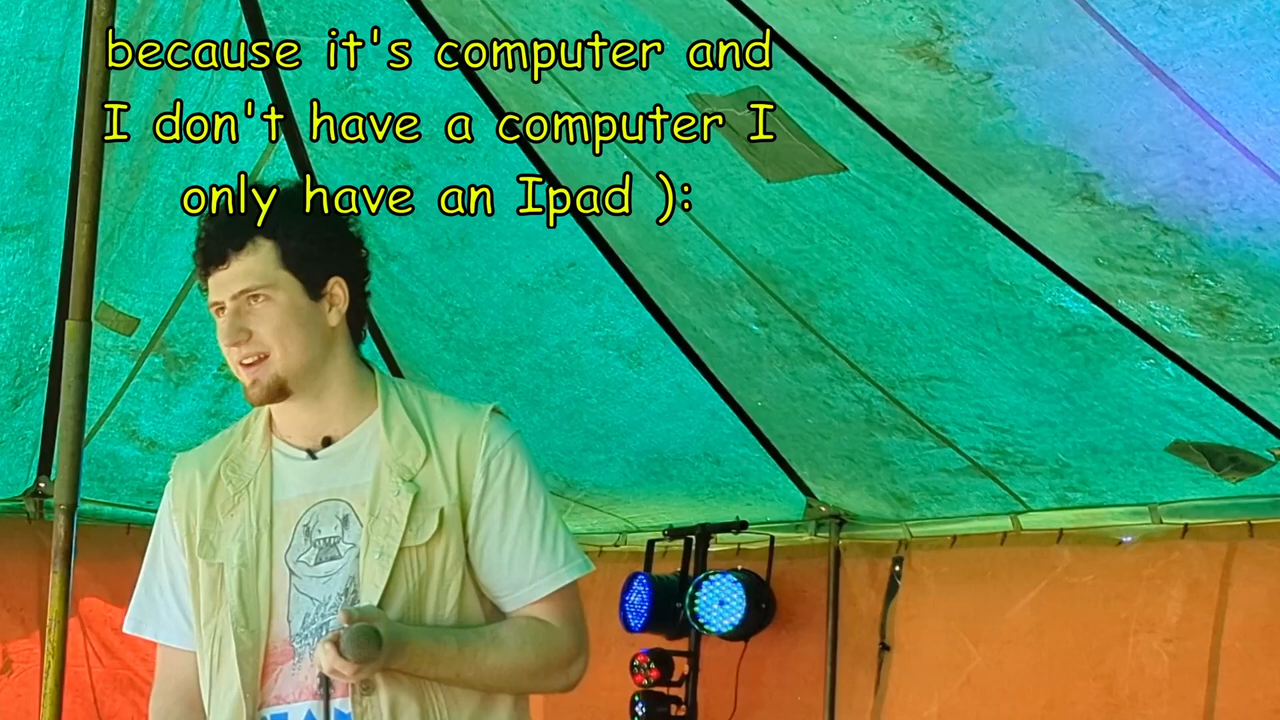 because it's computer and
I don't have a computer I
only have an Ipad ):